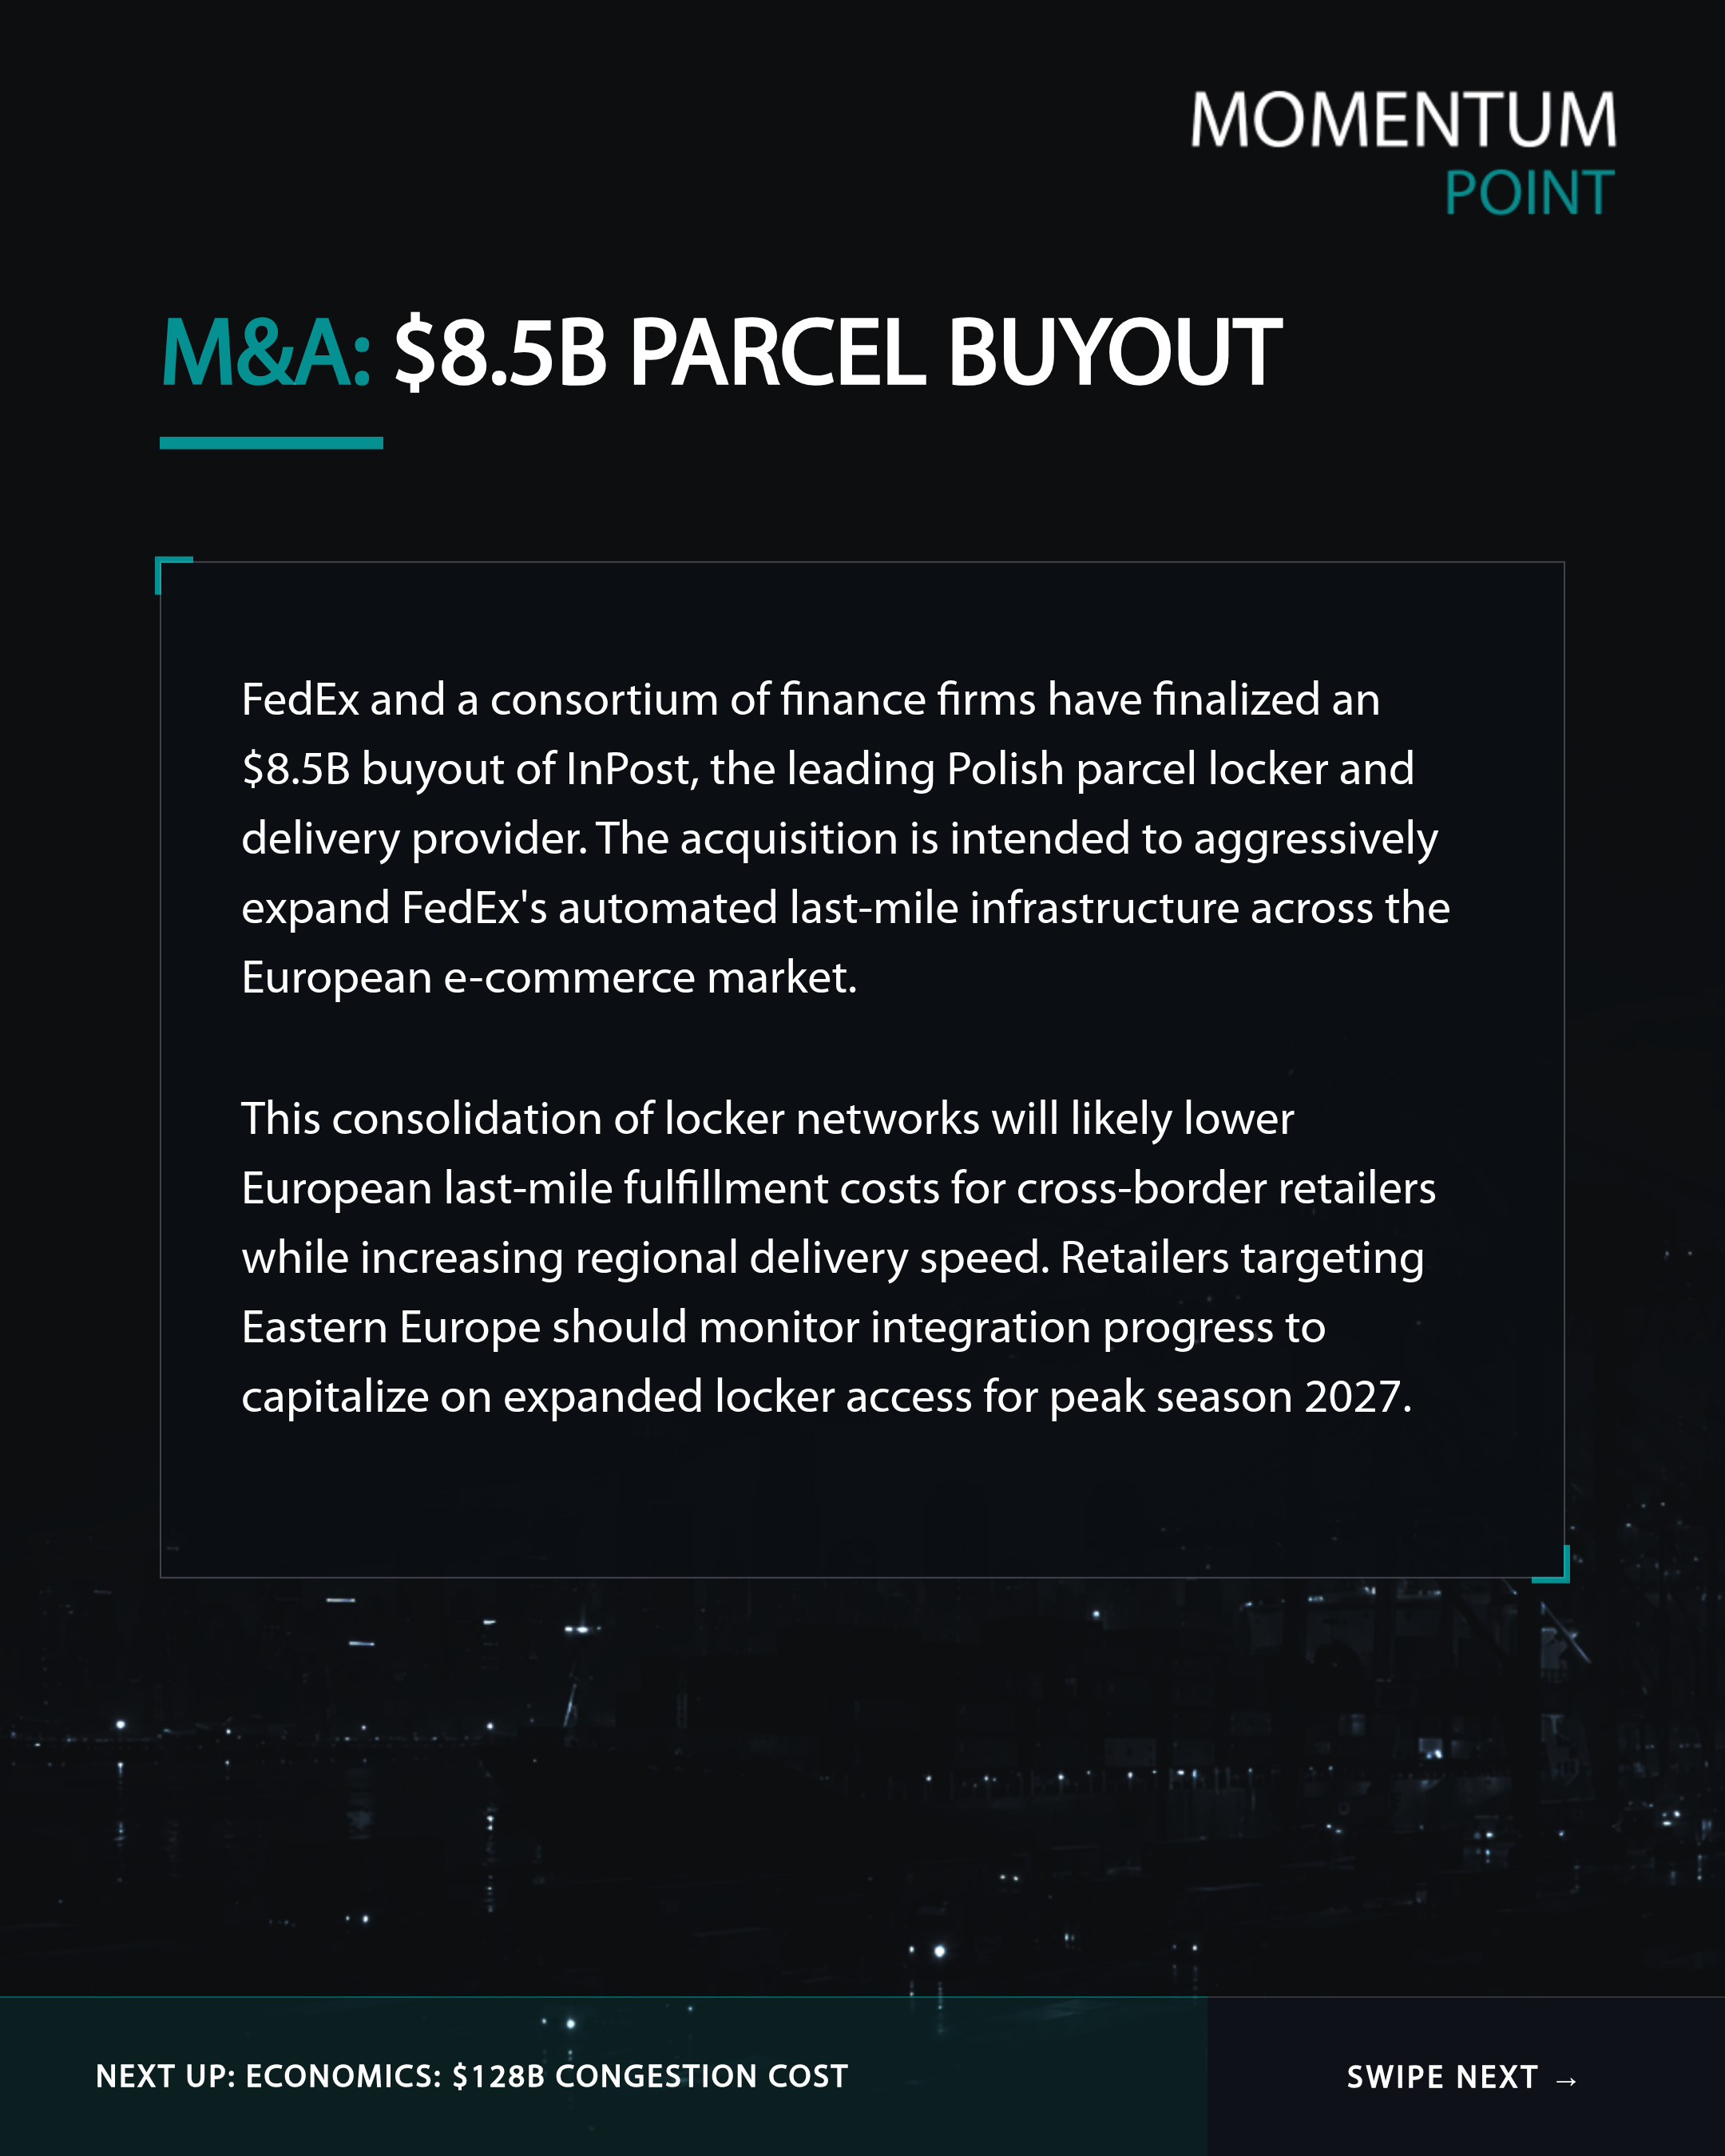 MOMENTUM
POINT
M&A: $8.5B PARCEL BUYOUT
FedEx and a consortium of finance firms have finalized an
$8.5B buyout of InPost, the leading Polish parcel locker and
delivery provider. The acquisition is intended to aggressively
expand FedEx's automated last-mile infrastructure across the
European e-commerce market.
This consolidation of locker networks will likely lower
European last-mile fulfillment costs for cross-border retailers
while increasing regional delivery speed. Retailers targeting
Eastern Europe should monitor integration progress to
capitalize on expanded locker access for peak season 2027.
NEXT UP: ECONOMICS: $128B CONGESTION COST
SWIPE NEXT →